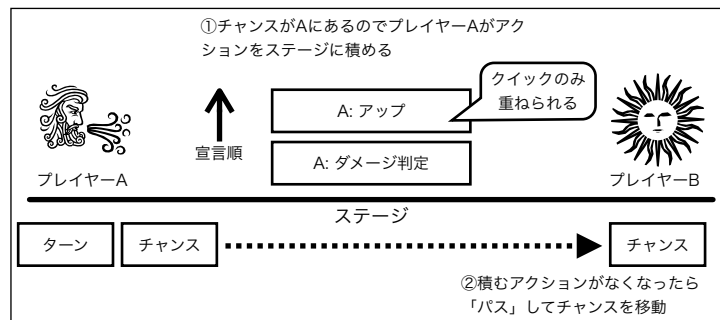 ①チャンスがAにあるのでプレイヤーAがアク
ションをステージに積める
クイックのみ
重ねられる
A: アップ
宣言順
A: ダメージ判定
プレイヤーA
プレイヤーB
ステージ
ターン
チャンス
チャンス
②積むアクションがなくなったら
「パス」してチャンスを移動